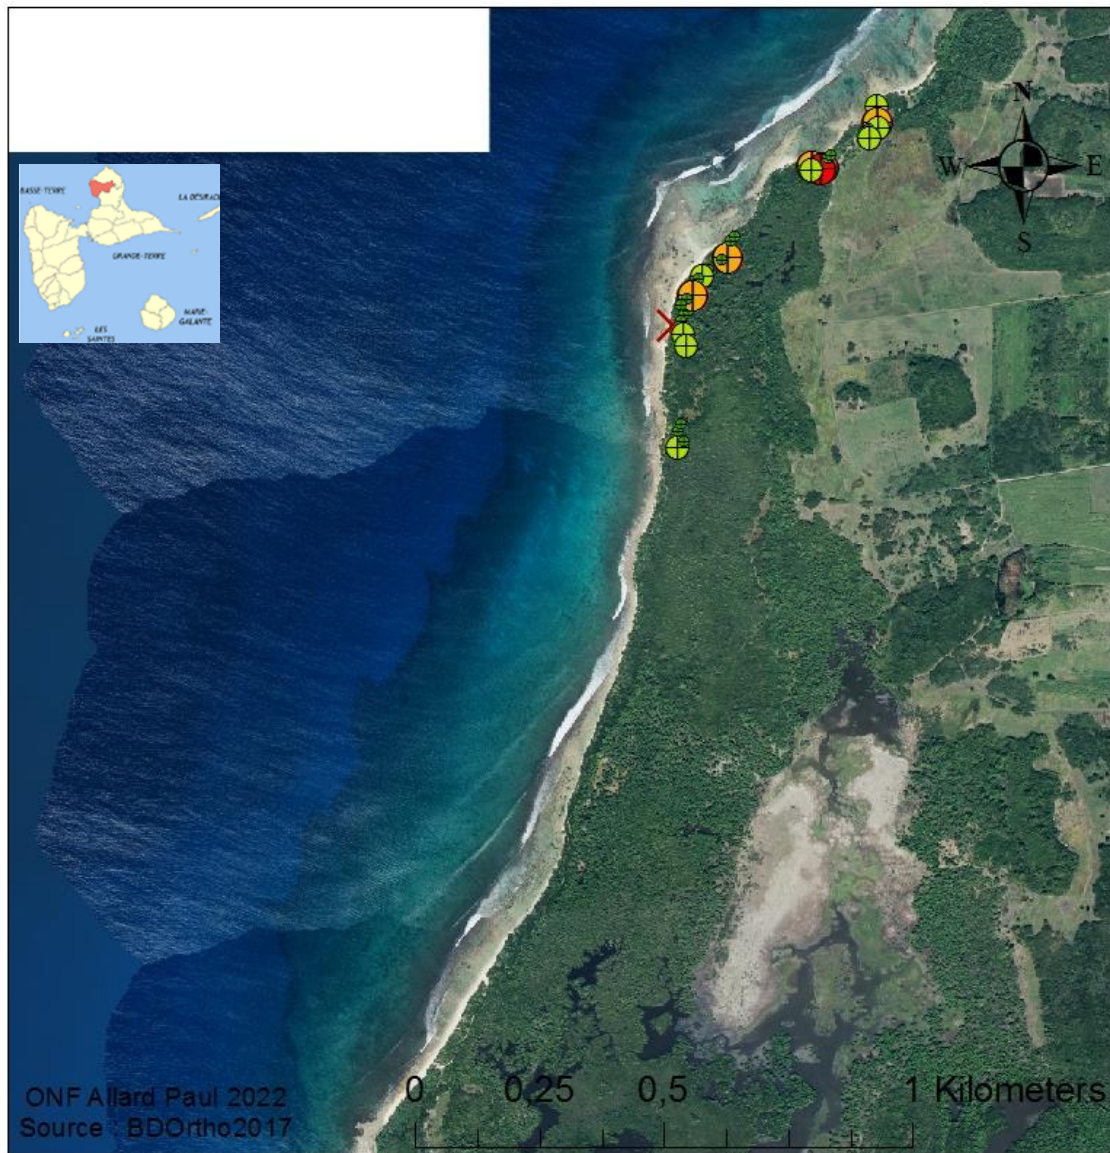 N
W E
S
BASSE-TERRE
LA DÉSIRADE
GRANDE-TERRE
MARIE-
GALANTE
LES
SAINTES
0 0,25 0,5 1 Kilometers
ONF Allard Paul 2022
Source : BDOrtho2017